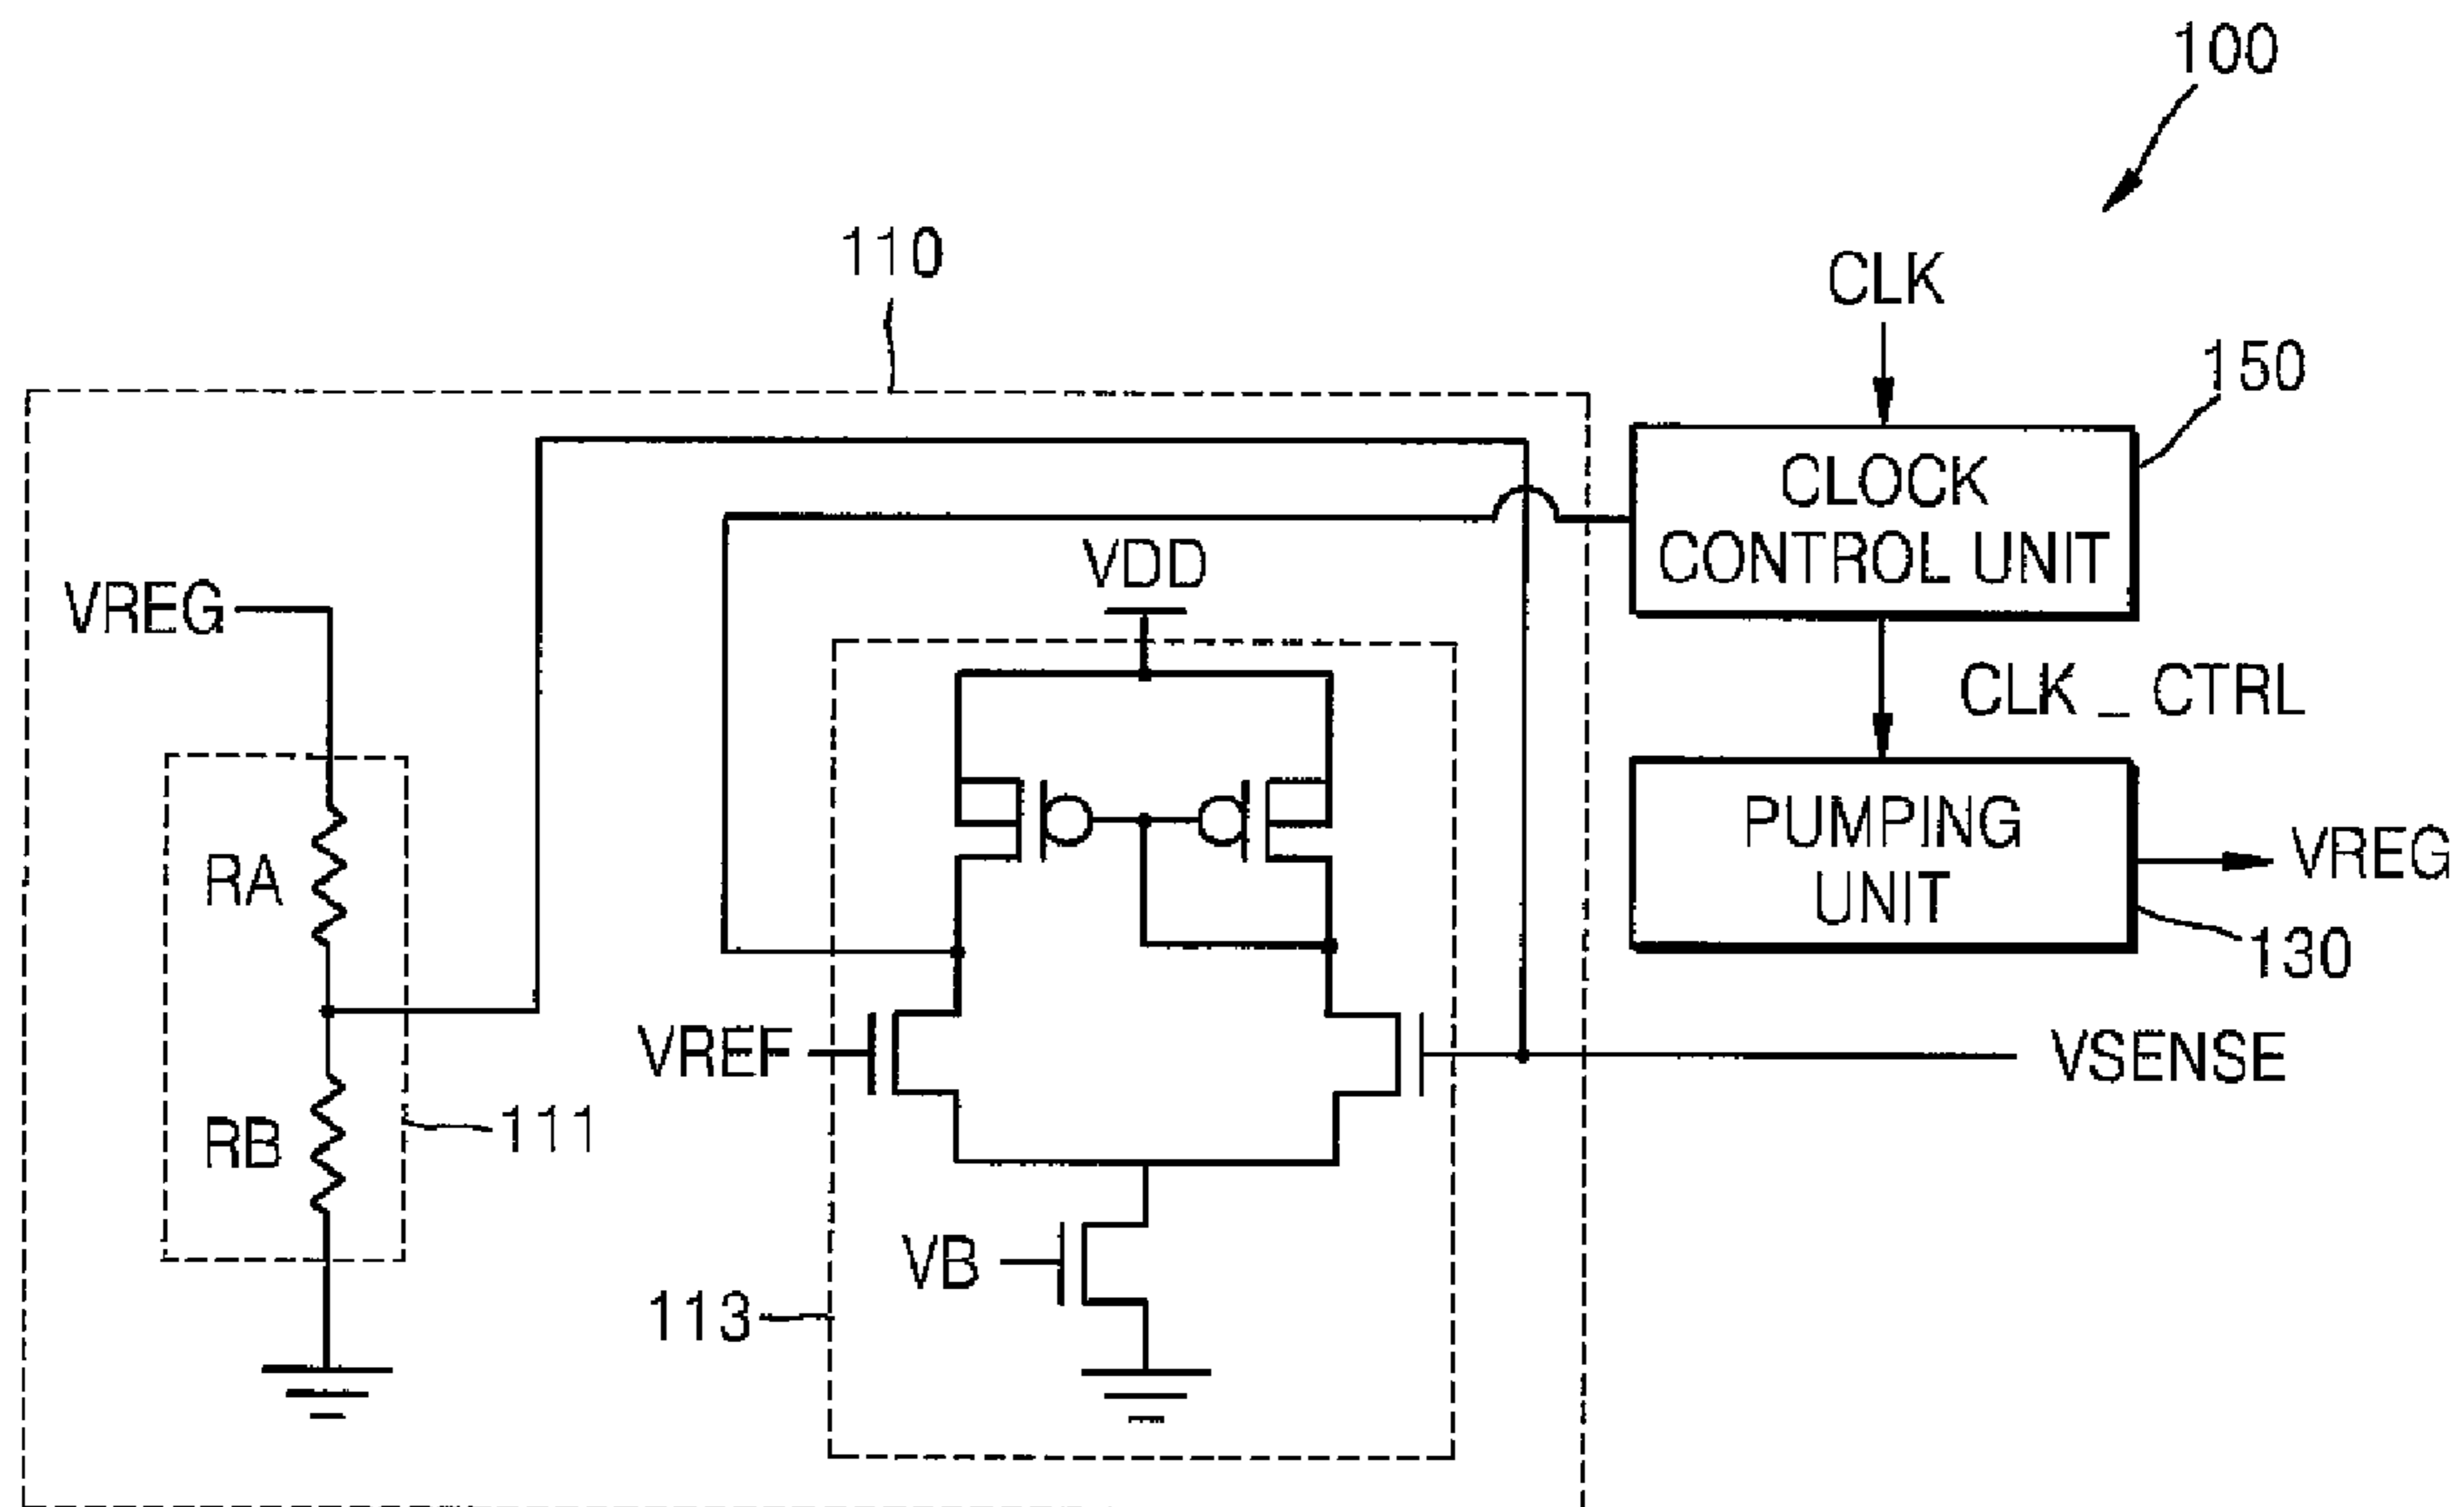 100
110
CLK
150
CLOCK
CONTROL UNIT
VDD
VREG
CLK _ CTRL
PUMPING
UNIT
VREG
RA
130
VREF
VSENSE
RB
111
VB
113